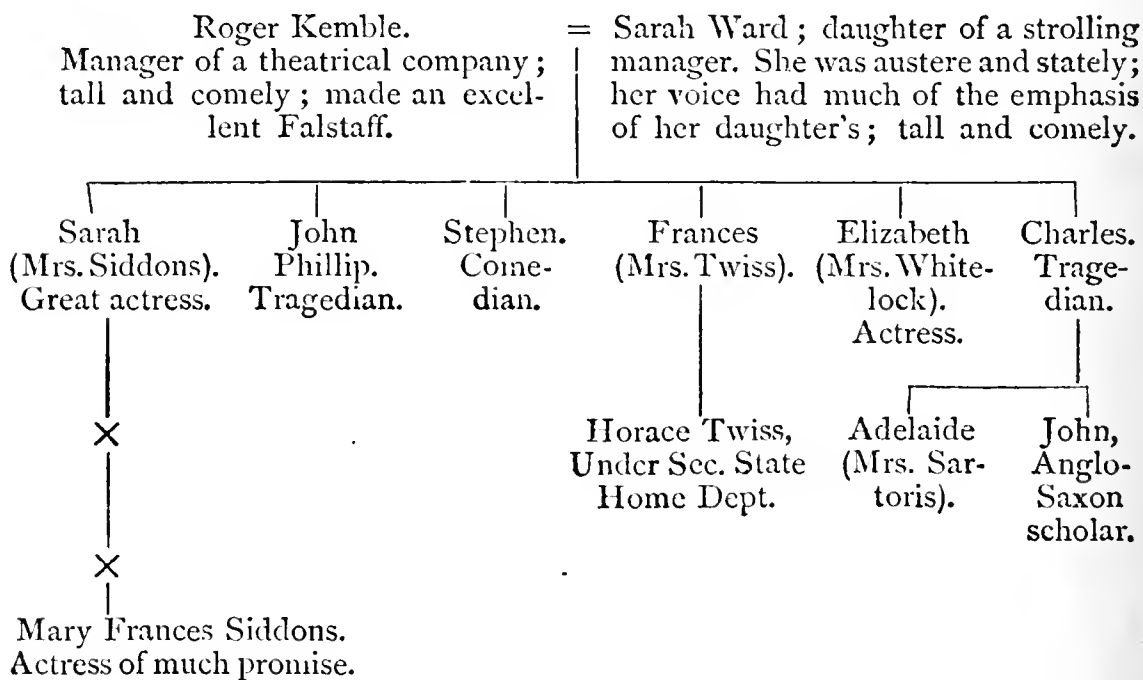 Roger Kemble.
Manager of a theatrical company;
tall and comely; made an excel-
lent Falstaff.
= Sarah Ward; daughter of a strolling
manager. She was austere and stately;
her voice had much of the emphasis
of her daughter's; tall and comely.
Sarah
(Mrs. Siddons).
Great actress.
John
Phillip.
Tragedian.
Stephen.
Come-
dian.
Frances
(Mrs. Twiss).
Elizabeth
(Mrs. White-
lock).
Actress.
Charles.
Trage-
dian.
×
×
Mary Frances Siddons.
Actress of much promise.
Horace Twiss,
Under Sec. State
Home Dept.
Adelaide
(Mrs. Sar-
toris).
John,
Anglo-
Saxon
scholar.